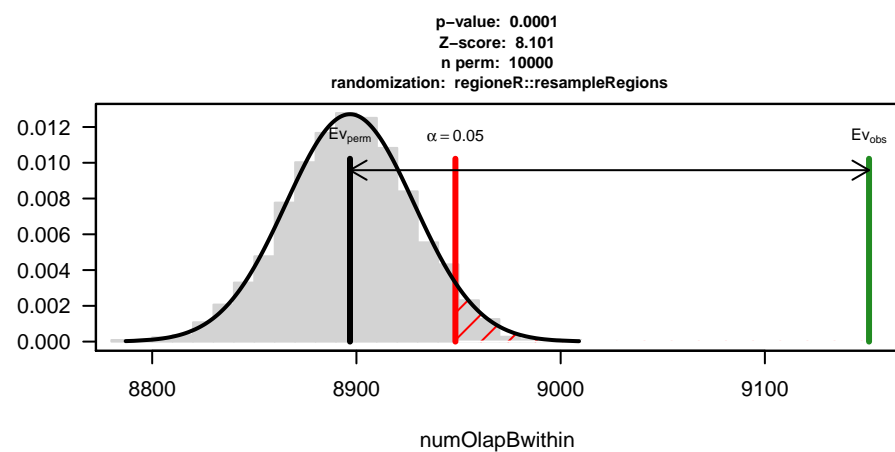 p−value: 0.0001
Z−score: 8.101
n perm: 10000
randomization: regioneR::resampleRegions
0.012
0.010
0.008
0.006
0.004
0.002
0.000
Evperm
α = 0.05
Evobs
8800 8900 9000 9100
numOlapBwithin